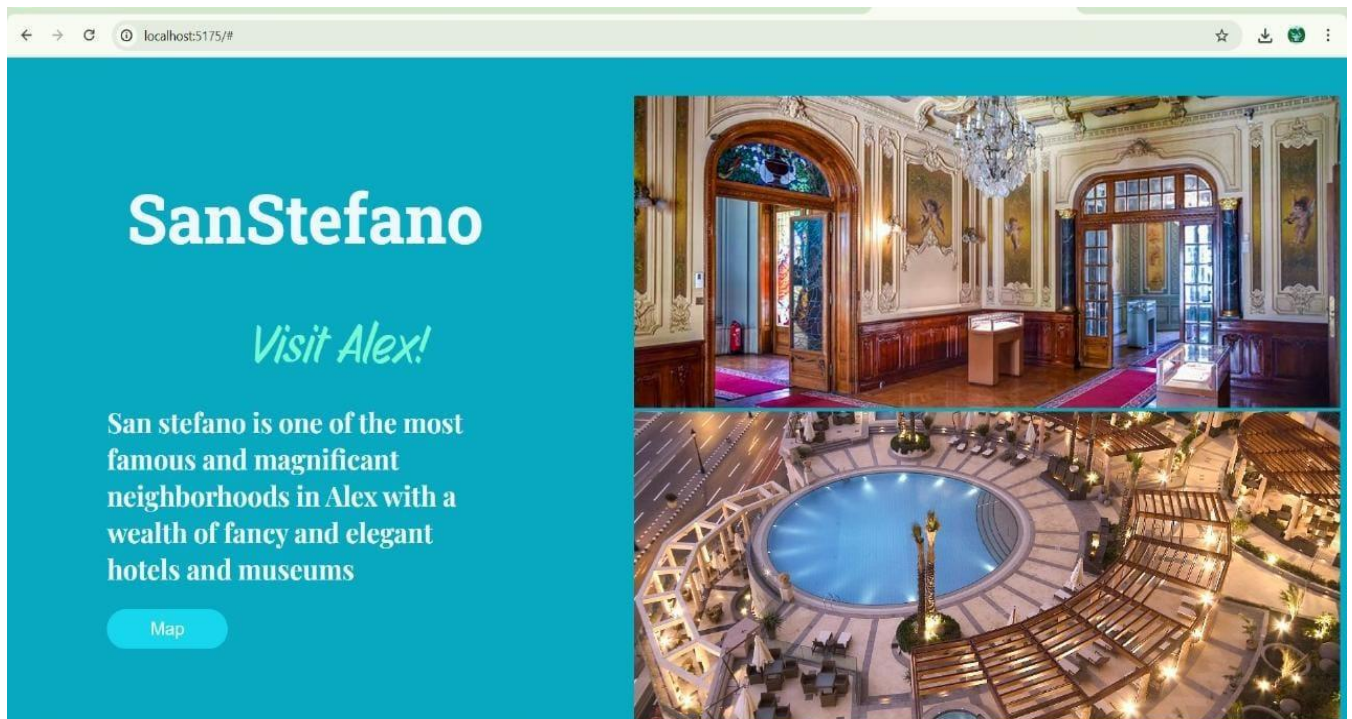 localhost:5175/#
SanStefano
Visit Alex!
San stefano is one of the most
famous and magnificant
neighborhoods in Alex with a
wealth of fancy and elegant
hotels and museums
Map